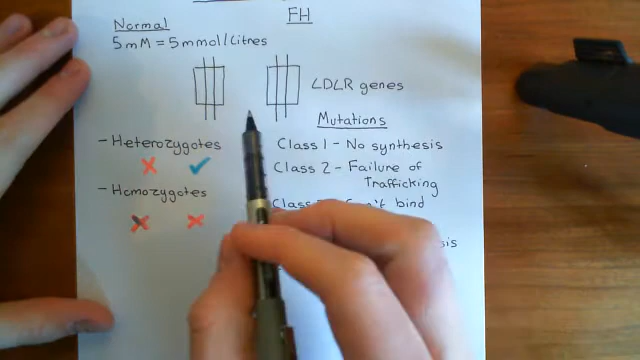 FH
Normal
5mM = 5mmol/Litres
LDLR genes
Mutations
- Heterozygotes
Class 1 - No synthesis
Class 2 - Failure of
Trafficking
- Homozygotes
bind